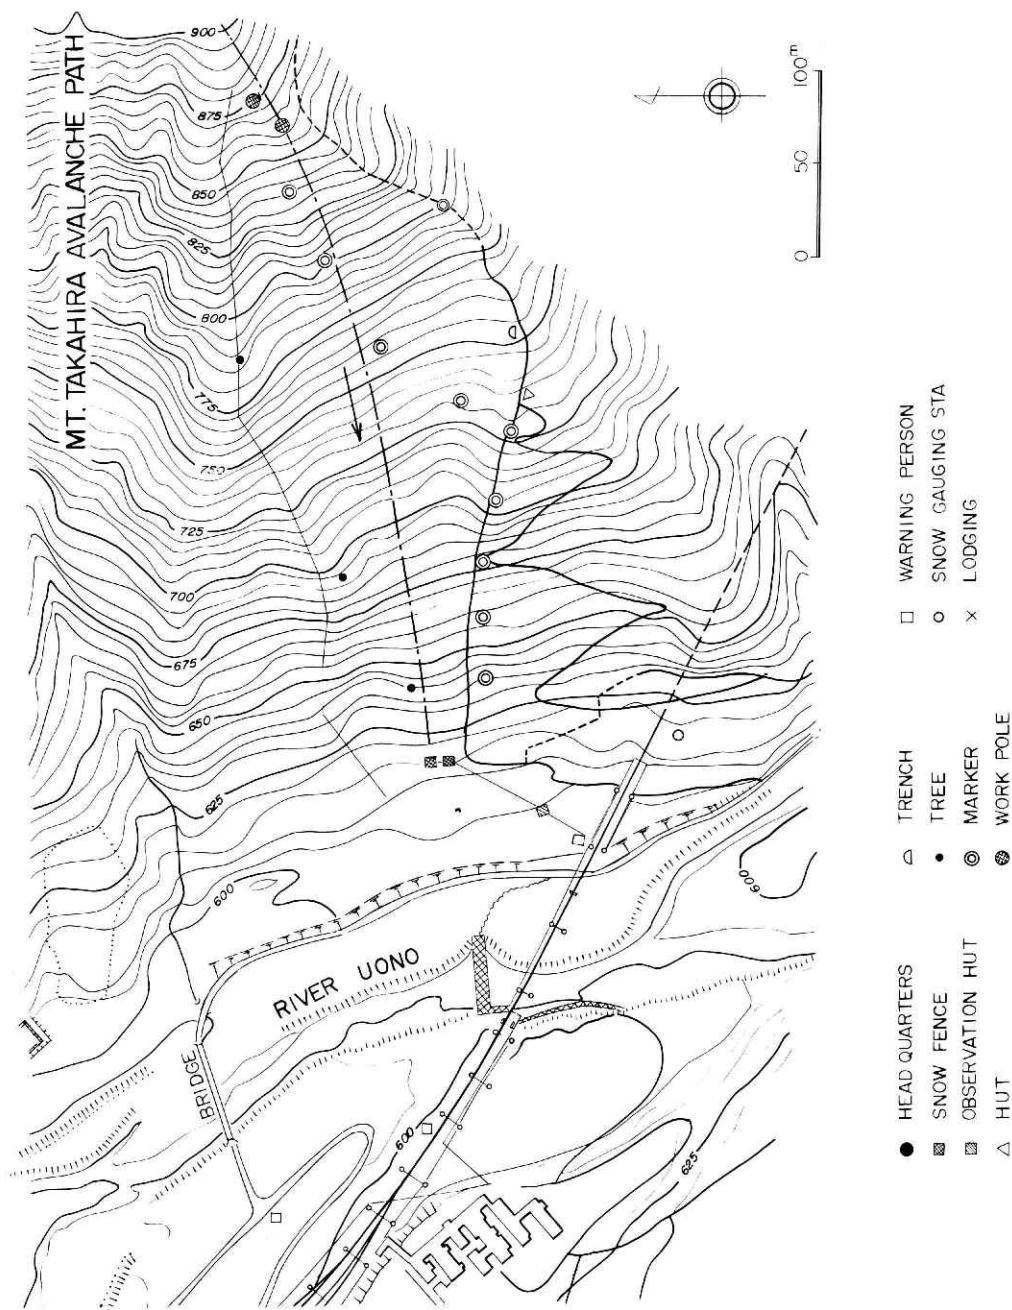 MT. TAKAHIRA AVALANCHE PATH
900
875
850
825
800
775
750
725
700
675
650
625
600
600
RIVER UONO
BRIDGE
600
625
0 50 100m
HEAD QUARTERS
SNOW FENCE
OBSERVATION HUT
HUT
TRENCH
TREE
MARKER
WORK POLE
WARNING PERSON
SNOW GAUGING STA
LODGING